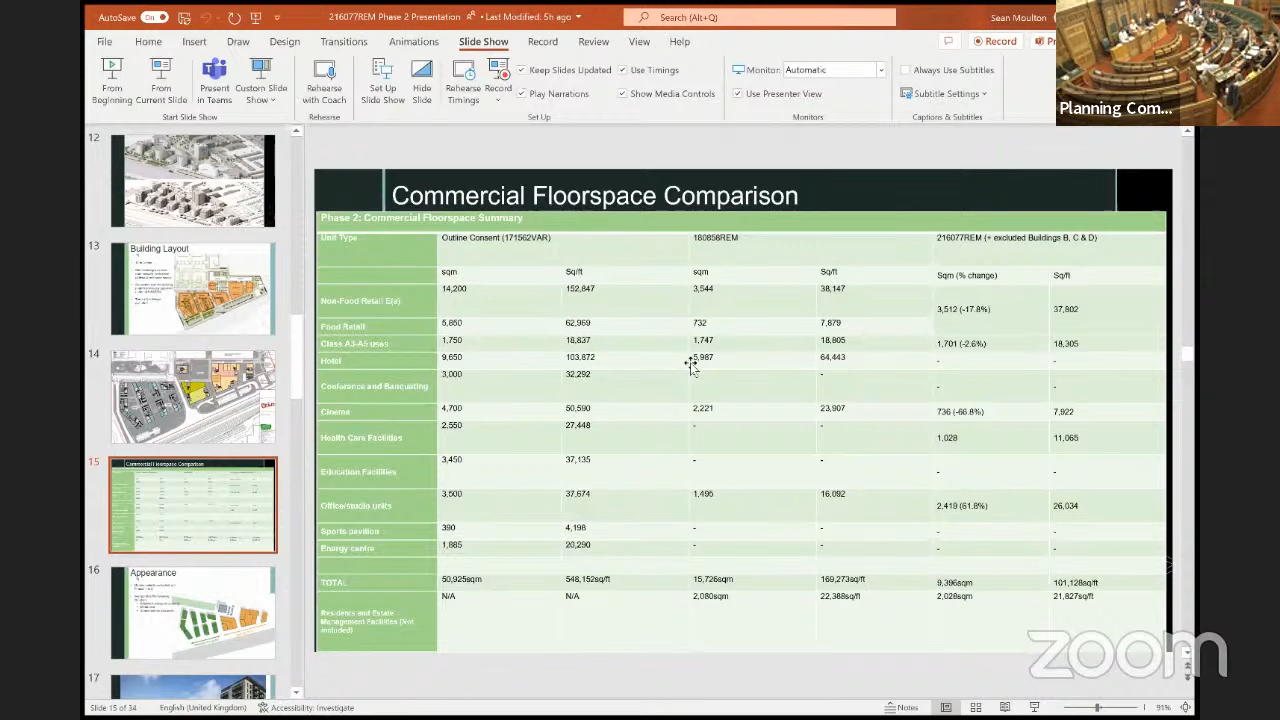 AutoSave On 216077REM Phase 2 Presentation • Last Modified: 5h ago Search (Alt+Q) Sean Moulton
File Home Insert Draw Design Transitions Animations Slide Show Record Review View Help Record
From Beginning From Current Slide Present in Teams Custom Slide Show Rehearse with Coach Set Up Slide Show Hide Slide Rehearse Timings Record Keep Slides Updated Use Timings Monitor: Automatic Always Use Subtitles
Play Narrations Show Media Controls Use Presenter View Subtitle Settings
Start Slide Show Rehearse Set Up Monitors Captions & Subtitles
Planning Com...
12
13
Building Layout
14
15
Commercial Floorspace Comparison
16
Appearance
17
Commercial Floorspace Comparison
Phase 2: Commercial Floorspace Summary
Unit Type Outline Consent (171562VAR) 180858REM 216077REM (+ excluded Buildings B, C & D)
sqm Sq/ft sqm Sq/ft Sqm (% change) Sq/ft
Non-Food Retail E(a) 14,200 152,847 3,544 38,147 3,512 (-17.8%) 37,802
Food Retail 5,850 62,969 732 7,879
Class A3-A5 uses 1,750 18,837 1,747 18,805 1,701 (-2.6%) 18,305
Hotel 9,650 103,872 5,987 64,443 - -
Conference and Banqueting 3,000 32,292 - - - -
Cinema 4,700 50,590 2,221 23,907 736 (-66.8%) 7,922
Health Care Facilities 2,550 27,448 - - 1,028 11,065
Education Facilities 3,450 37,135 - - - -
Office/studio units 3,500 37,674 1,495 16,092 2,419 (61.8%) 26,034
Sports pavilion 390 4,198 - - - -
Energy centre 1,885 20,290 - - - -
TOTAL 50,925sqm 548,152sq/ft 15,726sqm 169,273sq/ft 9,396sqm 101,128sq/ft
Residents and Estate Management Facilities (Not included) N/A N/A 2,080sqm 22,389sq/ft 2,028sqm 21,827sq/ft
zoom
Slide 15 of 34 English (United Kingdom) Accessibility: Investigate Notes 91%